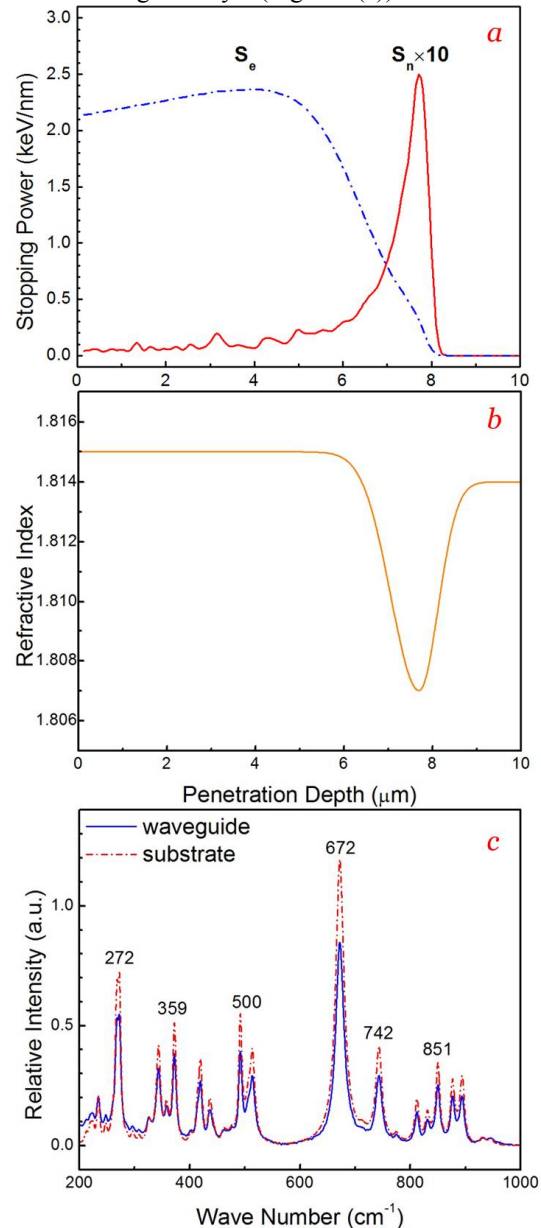 a
S_e
S_n×10
3.0
2.5
2.0
1.5
1.0
0.5
0.0
Stopping Power (keV/nm)
0 2 4 6 8 10
b
1.816
1.814
1.812
1.810
1.808
1.806
Refractive Index
0 2 4 6 8 10
Penetration Depth (μm)
c
waveguide
substrate
272
359
500
672
742
851
1.0
0.5
0.0
Relative Intensity (a.u.)
200 400 600 800 1000
Wave Number (cm⁻¹)